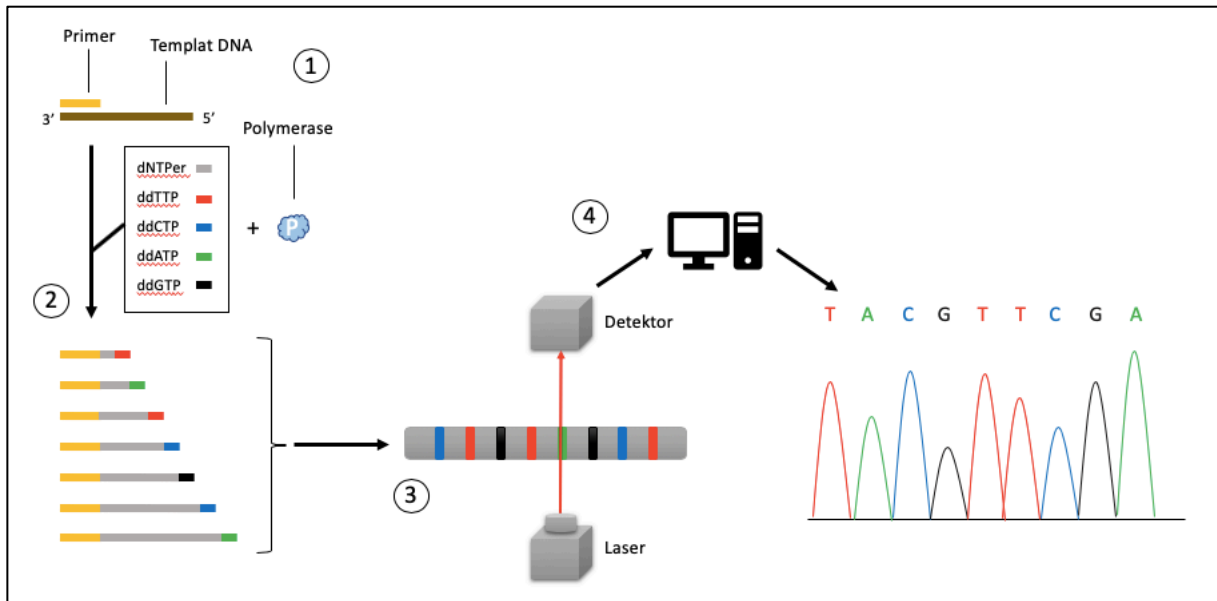 Primer
Templat DNA
1
3’
5’
Polymerase
dNTPer
ddTTP
ddCTP
ddATP
ddGTP
+
P
2
4
Detektor
T A C G T T C G A
3
Laser